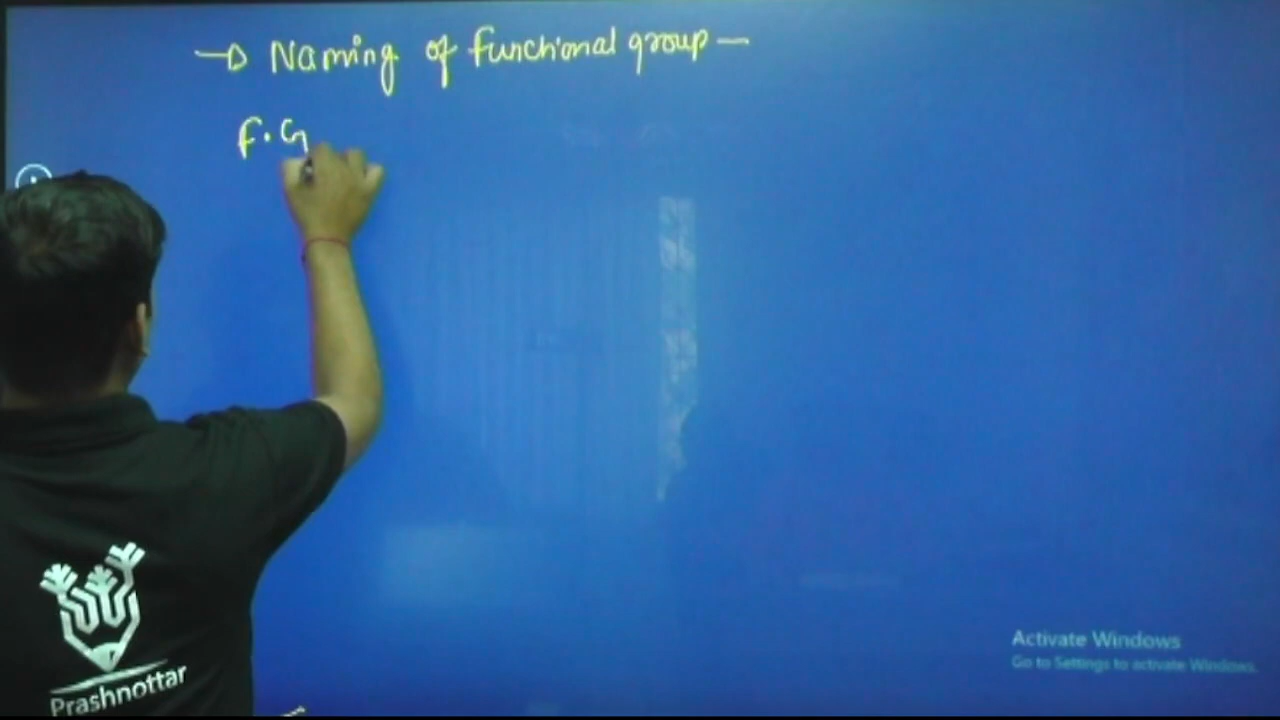 → Naming of functional group —
F.G
Activate Windows
Go to Settings to activate Windows.
Prashnottar